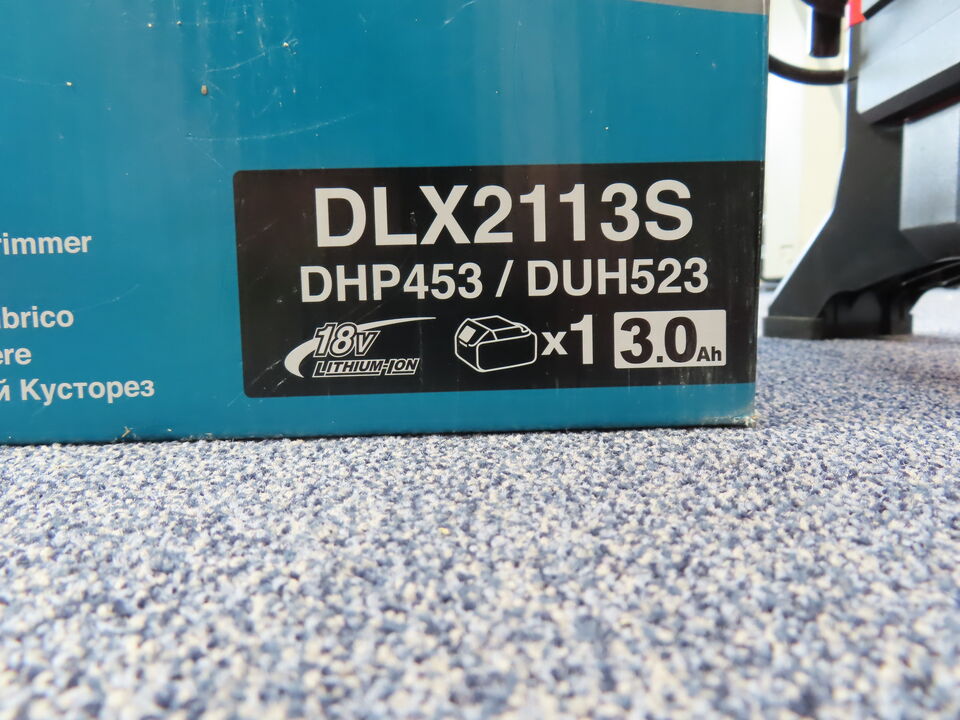 DLX2113S
DHP453 / DUH523
18V
LITHIUM-ION
x1 3.0Ah
rimmer
brico
ere
й Кусторез